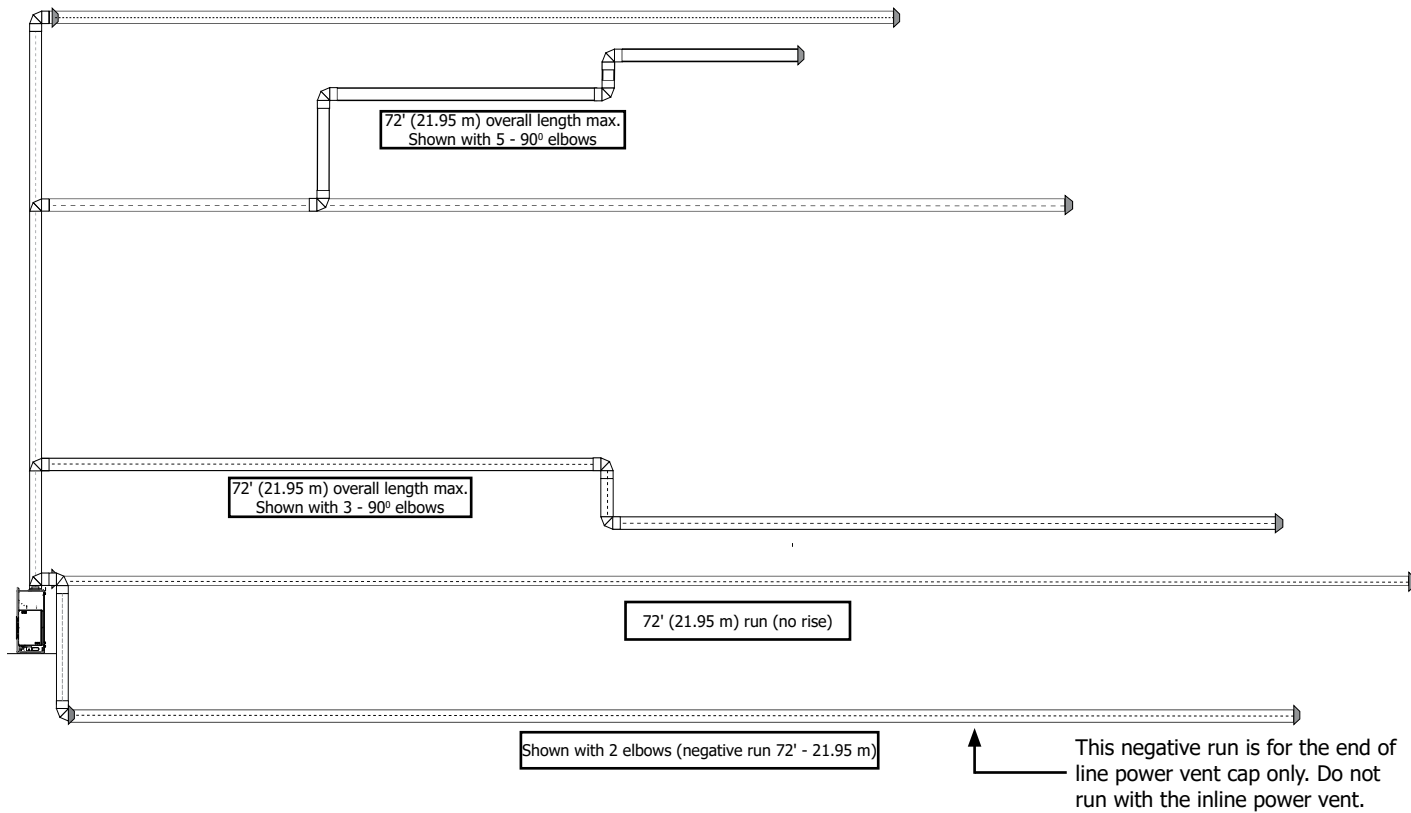 72' (21.95 m) overall length max.
Shown with 5 - 90⁰ elbows
72' (21.95 m) overall length max.
Shown with 3 - 90⁰ elbows
72' (21.95 m) run (no rise)
Shown with 2 elbows (negative run 72' - 21.95 m)
This negative run is for the end of
line power vent cap only. Do not
run with the inline power vent.